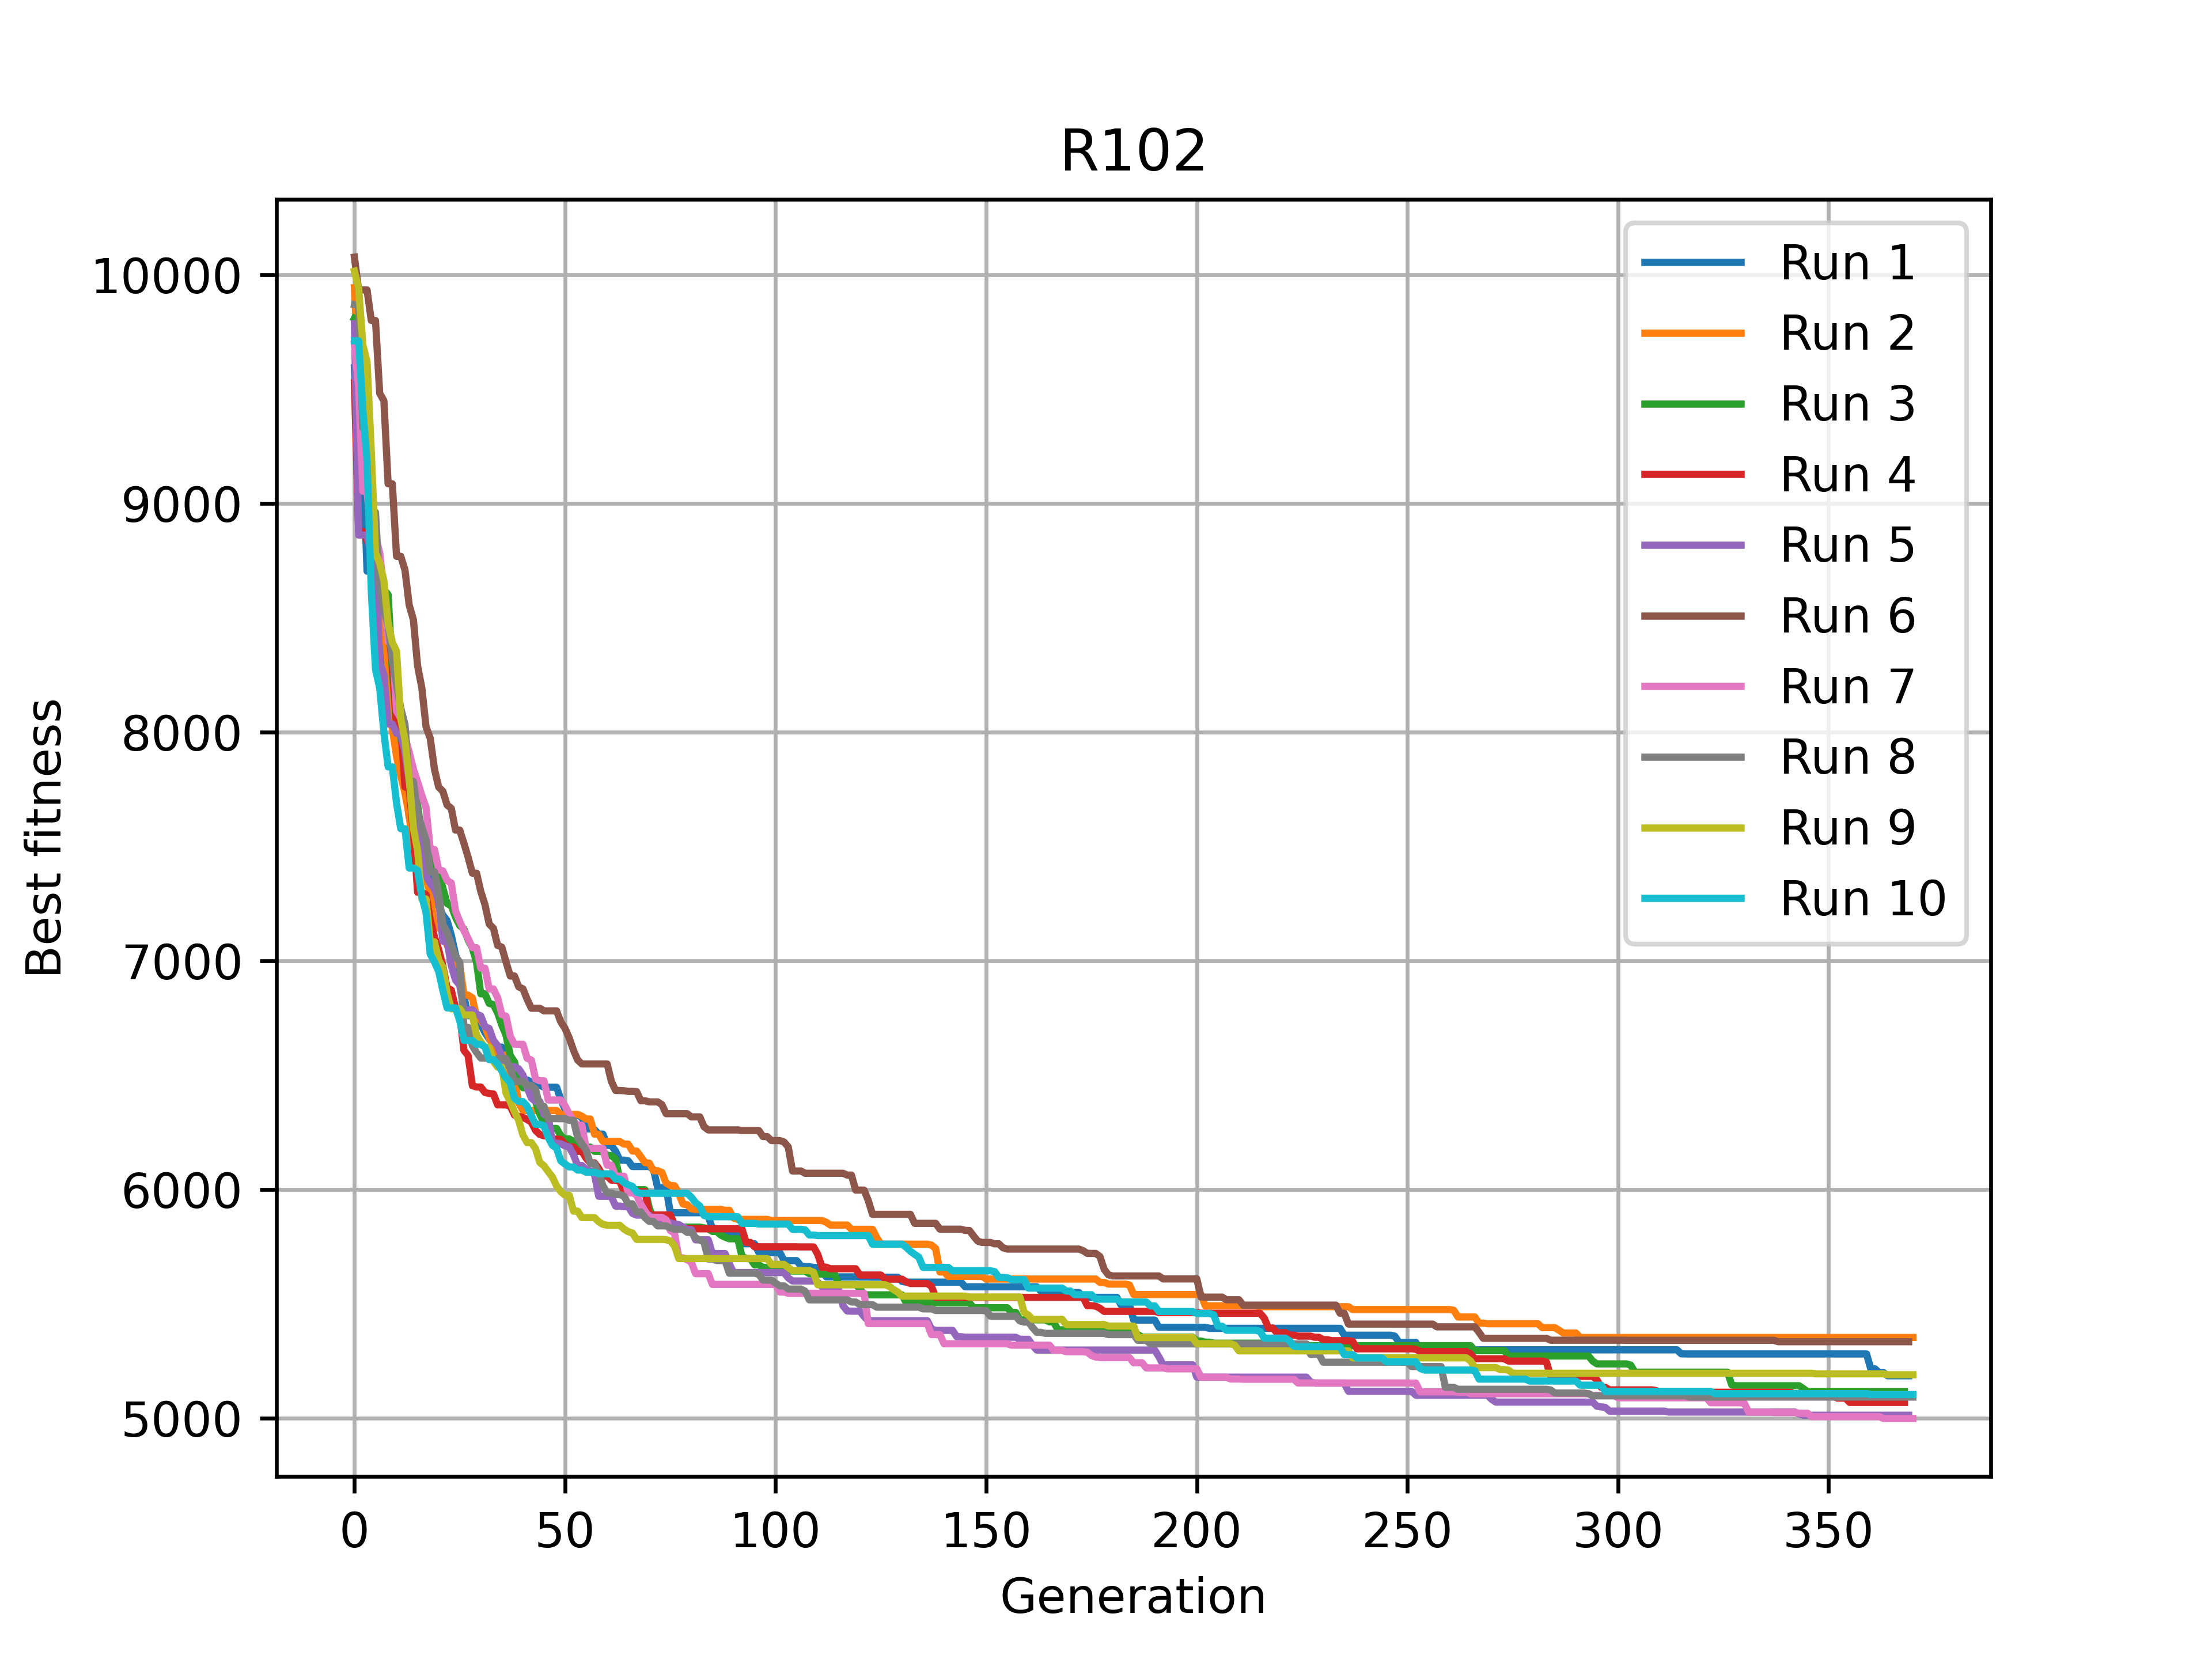 R102
10000
9000
8000
7000
6000
5000
Best fitness
0 50 100 150 200 250 300 350
Generation
Run 1
Run 2
Run 3
Run 4
Run 5
Run 6
Run 7
Run 8
Run 9
Run 10